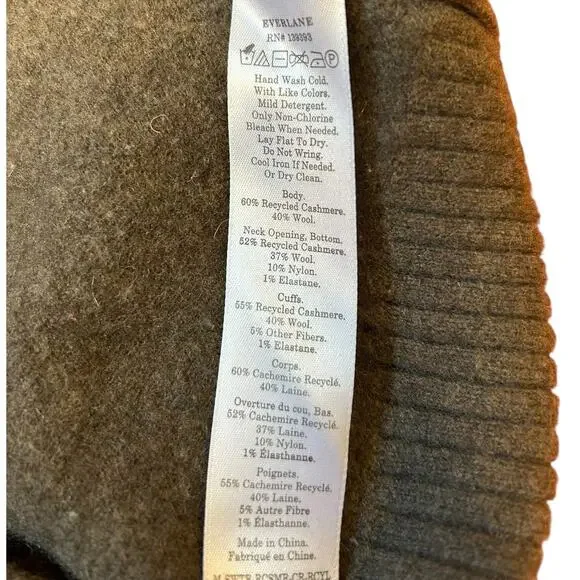 EVERLANE
RN# 139393
Hand Wash Cold.
With Like Colors.
Mild Detergent.
Only Non-Chlorine
Bleach When Needed.
Lay Flat To Dry.
Do Not Wring.
Cool Iron If Needed.
Or Dry Clean.
Body.
60% Recycled Cashmere.
40% Wool.
Neck Opening, Bottom.
52% Recycled Cashmere.
37% Wool.
10% Nylon.
1% Elastane.
Cuffs.
55% Recycled Cashmere.
40% Wool.
5% Other Fibers.
1% Elastane.
Corps.
60% Cachemire Recyclé.
40% Laine.
Overture du cou, Bas.
52% Cachemire Recyclé.
37% Laine.
10% Nylon.
1% Élasthanne.
Poignets.
55% Cachemire Recyclé.
40% Laine.
5% Autre Fibre
1% Élasthanne.
Made in China.
Fabriqué en Chine.
M SWTR-RCSMR-CR-RCYL